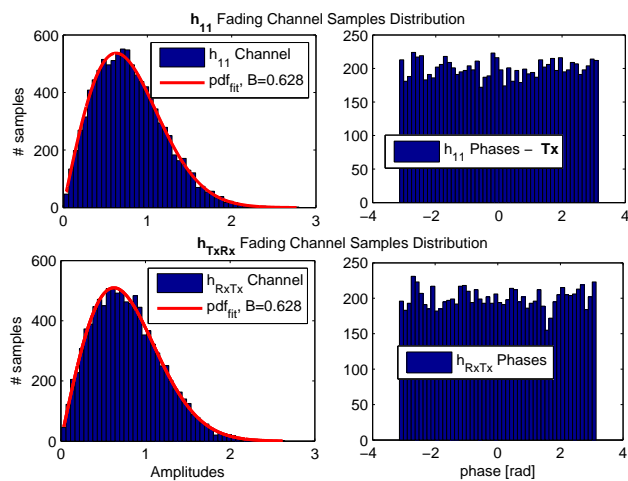 h11 Fading Channel Samples Distribution
600
400
200
0
# samples
0 1 2 3
h11 Channel
pdffit, B=0.628
250
200
150
100
50
0
−4 −2 0 2 4
h11 Phases − Tx
hTxRx Fading Channel Samples Distribution
600
400
200
0
# samples
0 1 2 3
Amplitudes
hRxTx Channel
pdffit, B=0.628
250
200
150
100
50
0
−4 −2 0 2 4
phase [rad]
hRxTx Phases